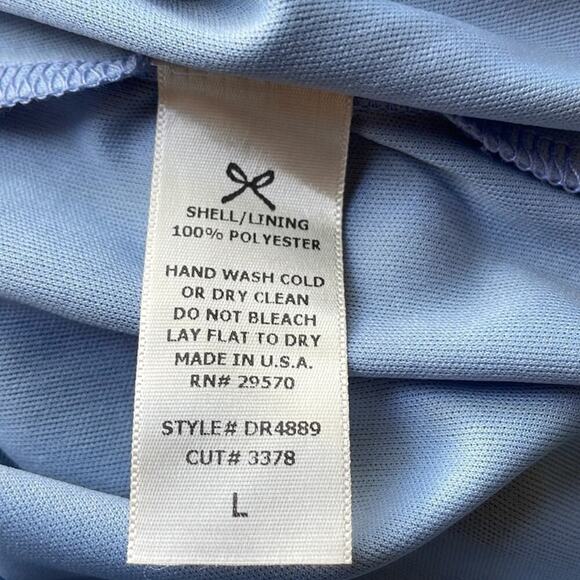 SHELL/LINING
100% POLYESTER
HAND WASH COLD
OR DRY CLEAN
DO NOT BLEACH
LAY FLAT TO DRY
MADE IN U.S.A.
RN# 29570
STYLE# DR4889
CUT# 3378
L